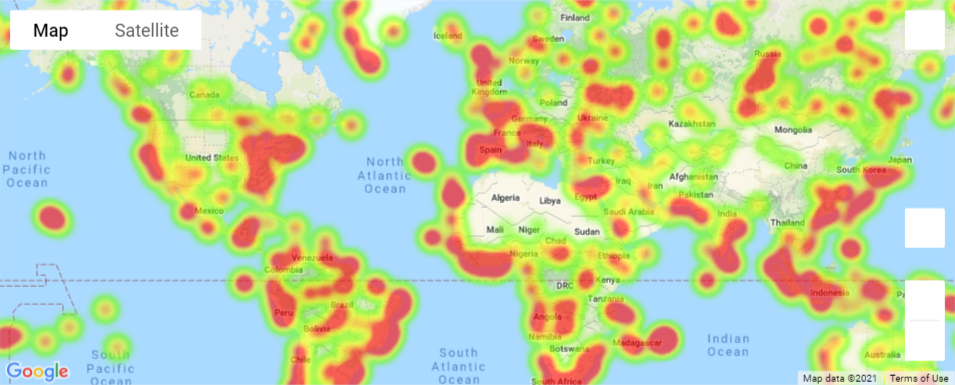 Map
Satellite
Finland
Iceland
Sweden
Russia
Norway
United
Kingdom
Canada
Poland
Germany
Ukraine
Kazakhstan
France
Mongolia
North
Pacific
Ocean
United States
North
Atlantic
Ocean
Spain
Italy
Turkey
China
Japan
South Korea
Afghanistan
Iraq
Iran
Algeria
Libya
Egypt
Pakistan
Mexico
Saudi Arabia
India
Mali
Niger
Sudan
Thailand
Chad
Venezuela
Nigeria
Ethiopia
Colombia
DRC
Kenya
Indonesia
Peru
Brazil
Tanzania
Bolivia
Angola
Namibia
Madagascar
Botswana
Indian
Ocean
South
Pacific
Ocean
South
Atlantic
Ocean
Chile
Australia
South Africa
Google
Map data ©2021
Terms of Use